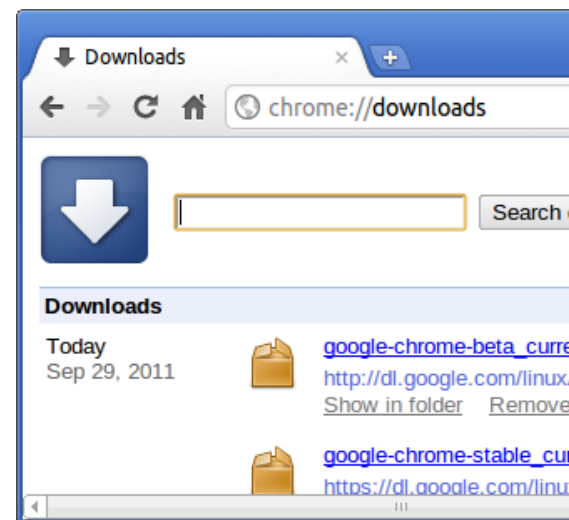 Downloads
chrome://downloads
Search
Downloads
Today
Sep 29, 2011
google-chrome-beta_curre
http://dl.google.com/linux/
Show in folder Remove
google-chrome-stable_cur
https://dl.google.com/linu